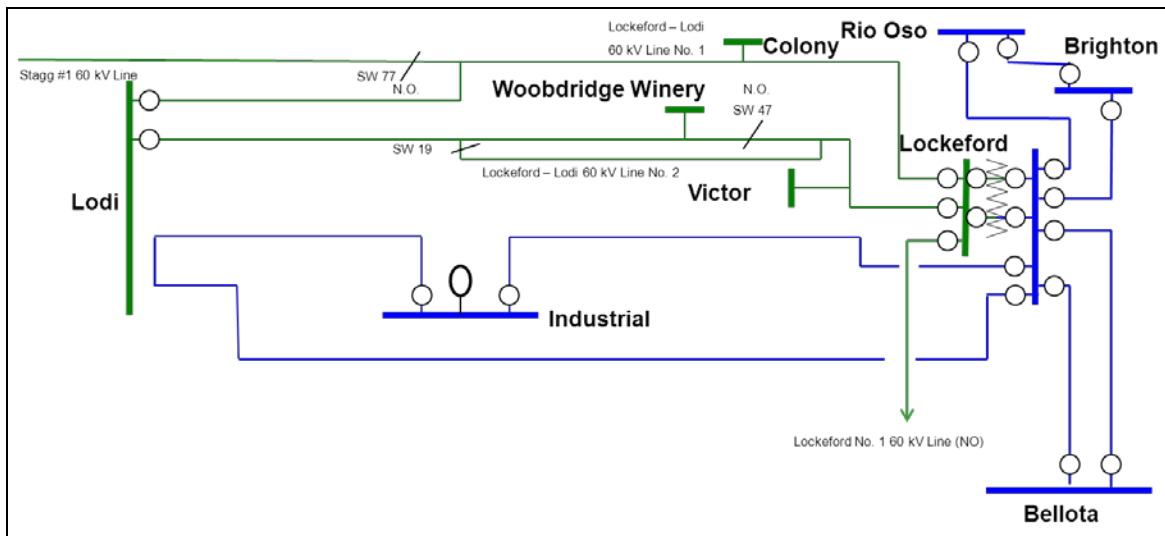 Lockeford – Lodi
60 kV Line No. 1
Colony
Rio Oso
Brighton
Stagg #1 60 kV Line
SW 77
N.O.
Woobdridge Winery
N.O.
SW 47
SW 19
Lockeford
Lockeford – Lodi 60 kV Line No. 2
Victor
Lodi
Industrial
Lockeford No. 1 60 kV Line (NO)
Bellota